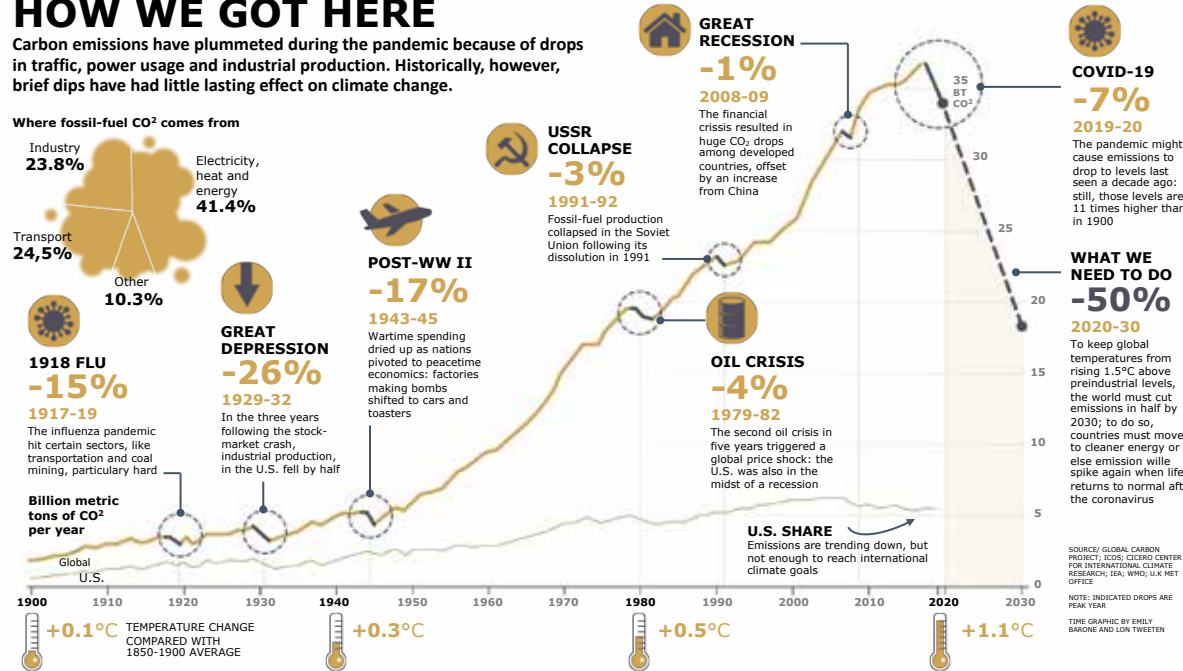 HOW WE GOT HERE
Carbon emissions have plummeted during the pandemic because of drops
in traffic, power usage and industrial production. Historically, however,
brief dips have had little lasting effect on climate change.
Where fossil-fuel CO² comes from
Industry
23.8%
Electricity,
heat and
energy
41.4%
Transport
24,5%
Other
10.3%
1918 FLU
-15%
1917-19
The influenza pandemic
hit certain sectors, like
transportation and coal
mining, particulary hard
GREAT
DEPRESSION
-26%
1929-32
In the three years
following the stock-
market crash,
industrial production,
in the U.S. fell by half
POST-WW II
-17%
1943-45
Wartime spending
dried up as nations
pivoted to peacetime
economics: factories
making bombs
shifted to cars and
toasters
USSR
COLLAPSE
-3%
1991-92
Fossil-fuel production
collapsed in the Soviet
Union following its
dissolution in 1991
GREAT
RECESSION
-1%
2008-09
The financial
crissis resulted in
huge CO₂ drops
among developed
countries, offset
by an increase
from China
OIL CRISIS
-4%
1979-82
The second oil crisis in
five years triggered a
global price shock: the
U.S. was also in the
midst of a recession
COVID-19
-7%
2019-20
The pandemic might
cause emissions to
drop to levels last
seen a decade ago:
still, those levels are
11 times higher than
in 1900
WHAT WE
NEED TO DO
-50%
2020-30
To keep global
temperatures from
rising 1.5°C above
preindustrial levels,
the world must cut
emissions in half by
2030; to do so,
countries must move
to cleaner energy or
else emission wille
spike again when life
returns to normal aft
the coronavirus
35
BT
CO²
30
25
20
15
10
5
0
Billion metric
tons of CO²
per year
Global
U.S.
U.S. SHARE
Emissions are trending down, but
not enough to reach international
climate goals
1900 1910 1920 1930 1940 1950 1960 1970 1980 1990 2000 2010 2020 2030
+0.1°C
TEMPERATURE CHANGE
COMPARED WITH
1850-1900 AVERAGE
+0.3°C
+0.5°C
+1.1°C
SOURCE/ GLOBAL CARBON
PROJECT; ICOS; CICERO CENTER
FOR INTERNATIONAL CLIMATE
RESEARCH; IEA; WMO; U.K MET
OFFICE
NOTE: INDICATED DROPS ARE
PEAK YEAR
TIME GRAPHIC BY EMILY
BARONE AND LON TWEETEN